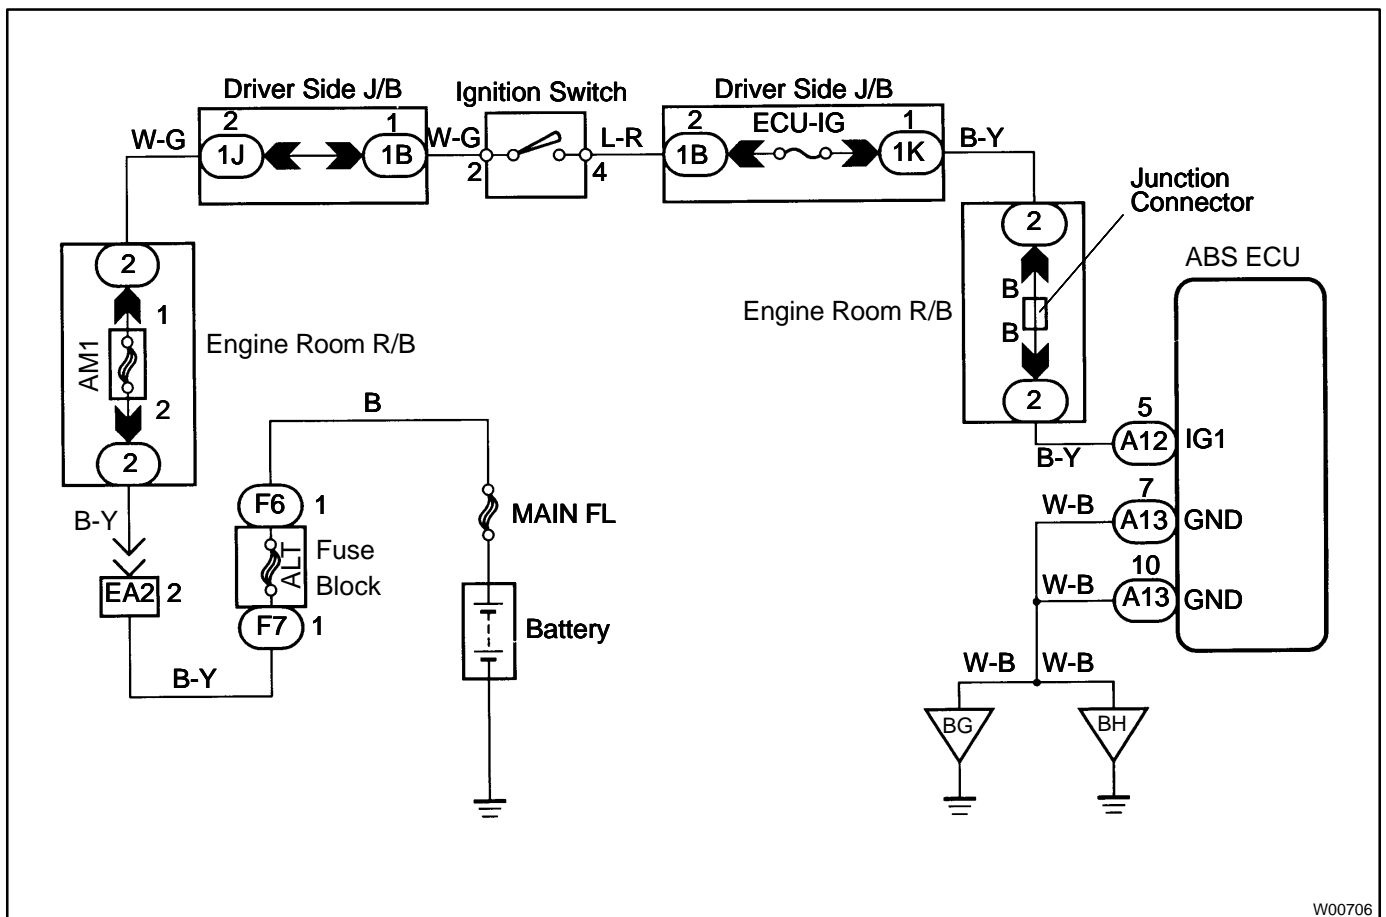 Driver Side J/B
Ignition Switch
Driver Side J/B
W-G
2
1J
1
1B
W-G
2
4
L-R
2
1B
ECU-IG
1
1K
B-Y
Junction
Connector
2
B
B
2
Engine Room R/B
ABS ECU
2
1
AM1
2
2
Engine Room R/B
B
5
A12
IG1
B-Y
7
A13
GND
W-B
10
A13
GND
W-B
B-Y
EA2
2
F6
1
ALT
Fuse
Block
F7
1
MAIN FL
Battery
B-Y
W-B
W-B
BG
BH
W00706